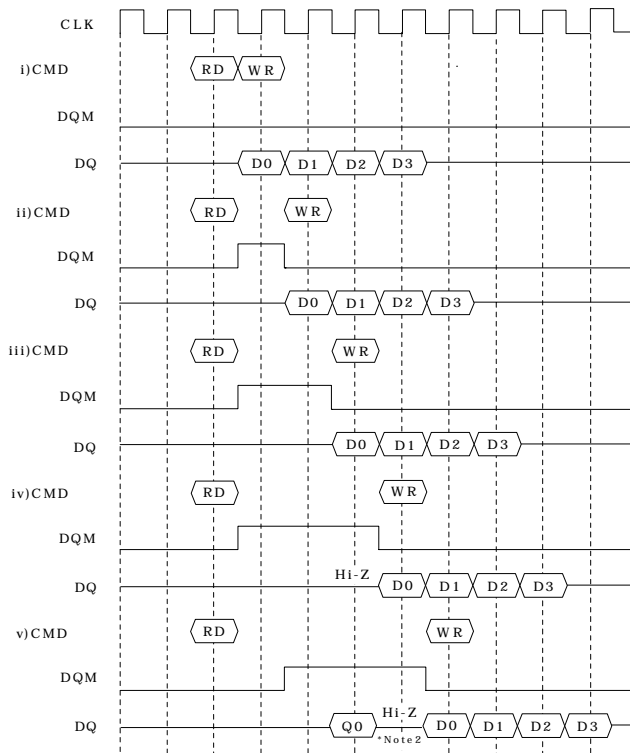 CLK
i)CMD RD WR
DQM
DQ D0 D1 D2 D3
ii)CMD RD WR
DQM
DQ D0 D1 D2 D3
iii)CMD RD WR
DQM
DQ D0 D1 D2 D3
iv)CMD RD WR
DQM
DQ Hi-Z D0 D1 D2 D3
v)CMD RD WR
DQM
DQ Q0 Hi-Z D0 D1 D2 D3
*Note2